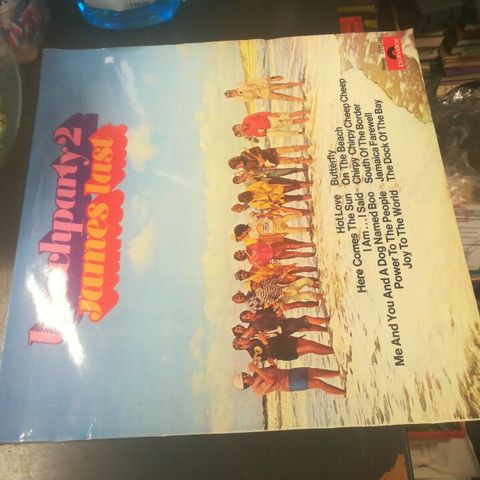 beachparty 2
James Last
Polydor
Hot Love Butterfly
Here Comes The Sun On The Beach
I Am... I Said Chirpy Chirpy Cheep Cheep
Me And You And A Dog Named Boo South Of The Border
Power To The People Jamaica Farewell
Joy To The World The Dock Of The Bay